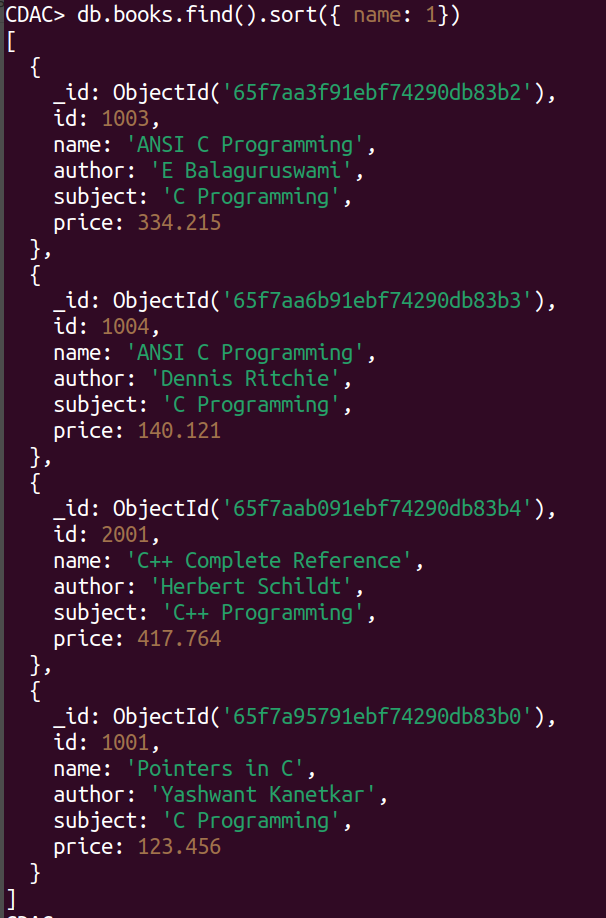 CDAC> db.books.find().sort({ name: 1})
[
  {
    _id: ObjectId('65f7aa3f91ebf74290db83b2'),
    id: 1003,
    name: 'ANSI C Programming',
    author: 'E Balaguruswami',
    subject: 'C Programming',
    price: 334.215
  },
  {
    _id: ObjectId('65f7aa6b91ebf74290db83b3'),
    id: 1004,
    name: 'ANSI C Programming',
    author: 'Dennis Ritchie',
    subject: 'C Programming',
    price: 140.121
  },
  {
    _id: ObjectId('65f7aab091ebf74290db83b4'),
    id: 2001,
    name: 'C++ Complete Reference',
    author: 'Herbert Schildt',
    subject: 'C++ Programming',
    price: 417.764
  },
  {
    _id: ObjectId('65f7a95791ebf74290db83b0'),
    id: 1001,
    name: 'Pointers in C',
    author: 'Yashwant Kanetkar',
    subject: 'C Programming',
    price: 123.456
  }
]